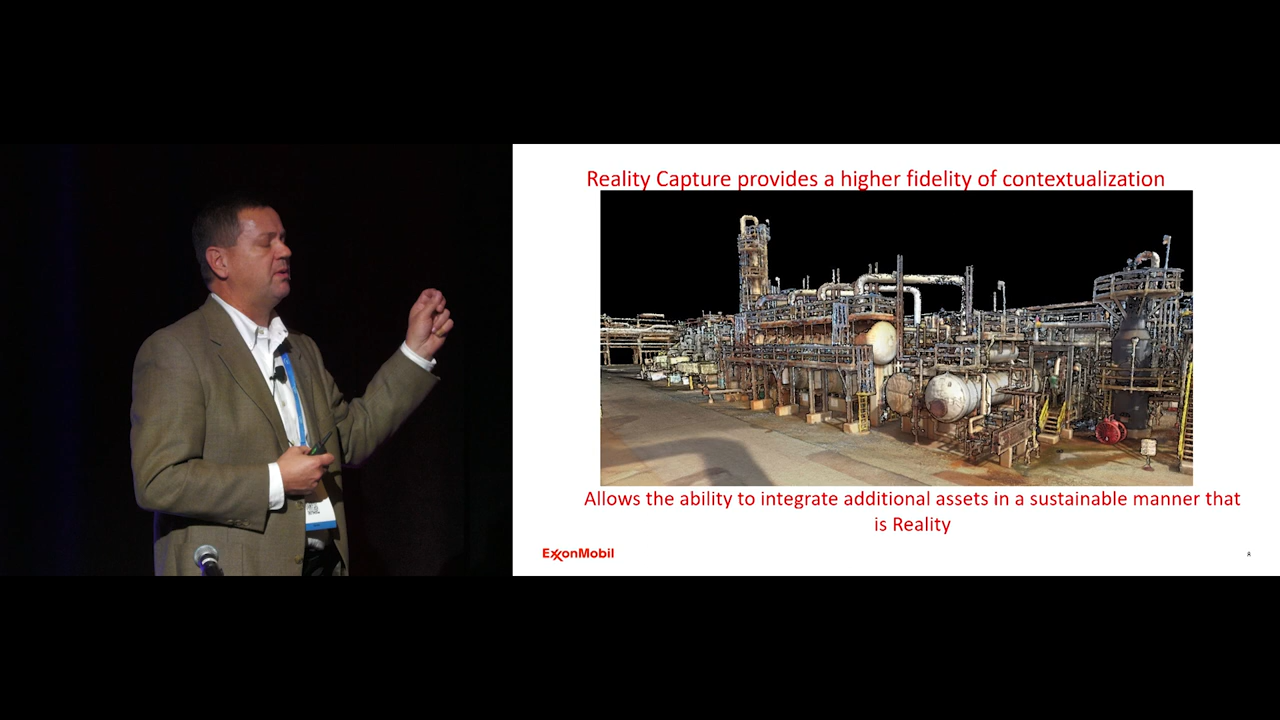 Reality Capture provides a higher fidelity of contextualization
Allows the ability to integrate additional assets in a sustainable manner that
is Reality
ExxonMobil
8